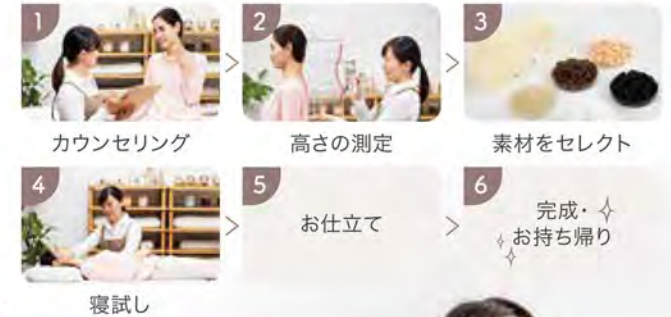 1
カウンセリング
2
高さの測定
3
素材をセレクト
4
寝試し
5
お仕立て
6
完成・
お持ち帰り